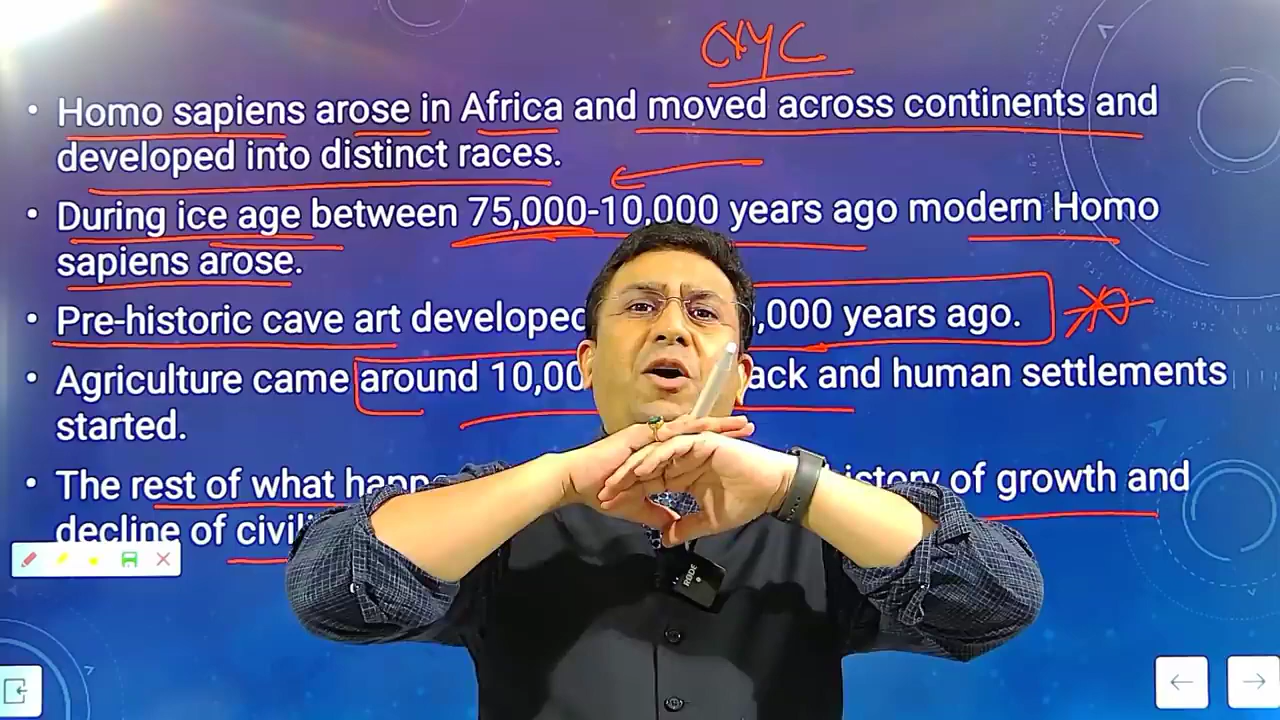 • Homo sapiens arose in Africa and moved across continents and
developed into distinct races.
• During ice age between 75,000-10,000 years ago modern Homo
sapiens arose.
• Pre-historic cave art developed ,000 years ago.
• Agriculture came around 10,00 ack and human settlements
started.
• The rest of what happ istory of growth and
decline of civili
RØDE